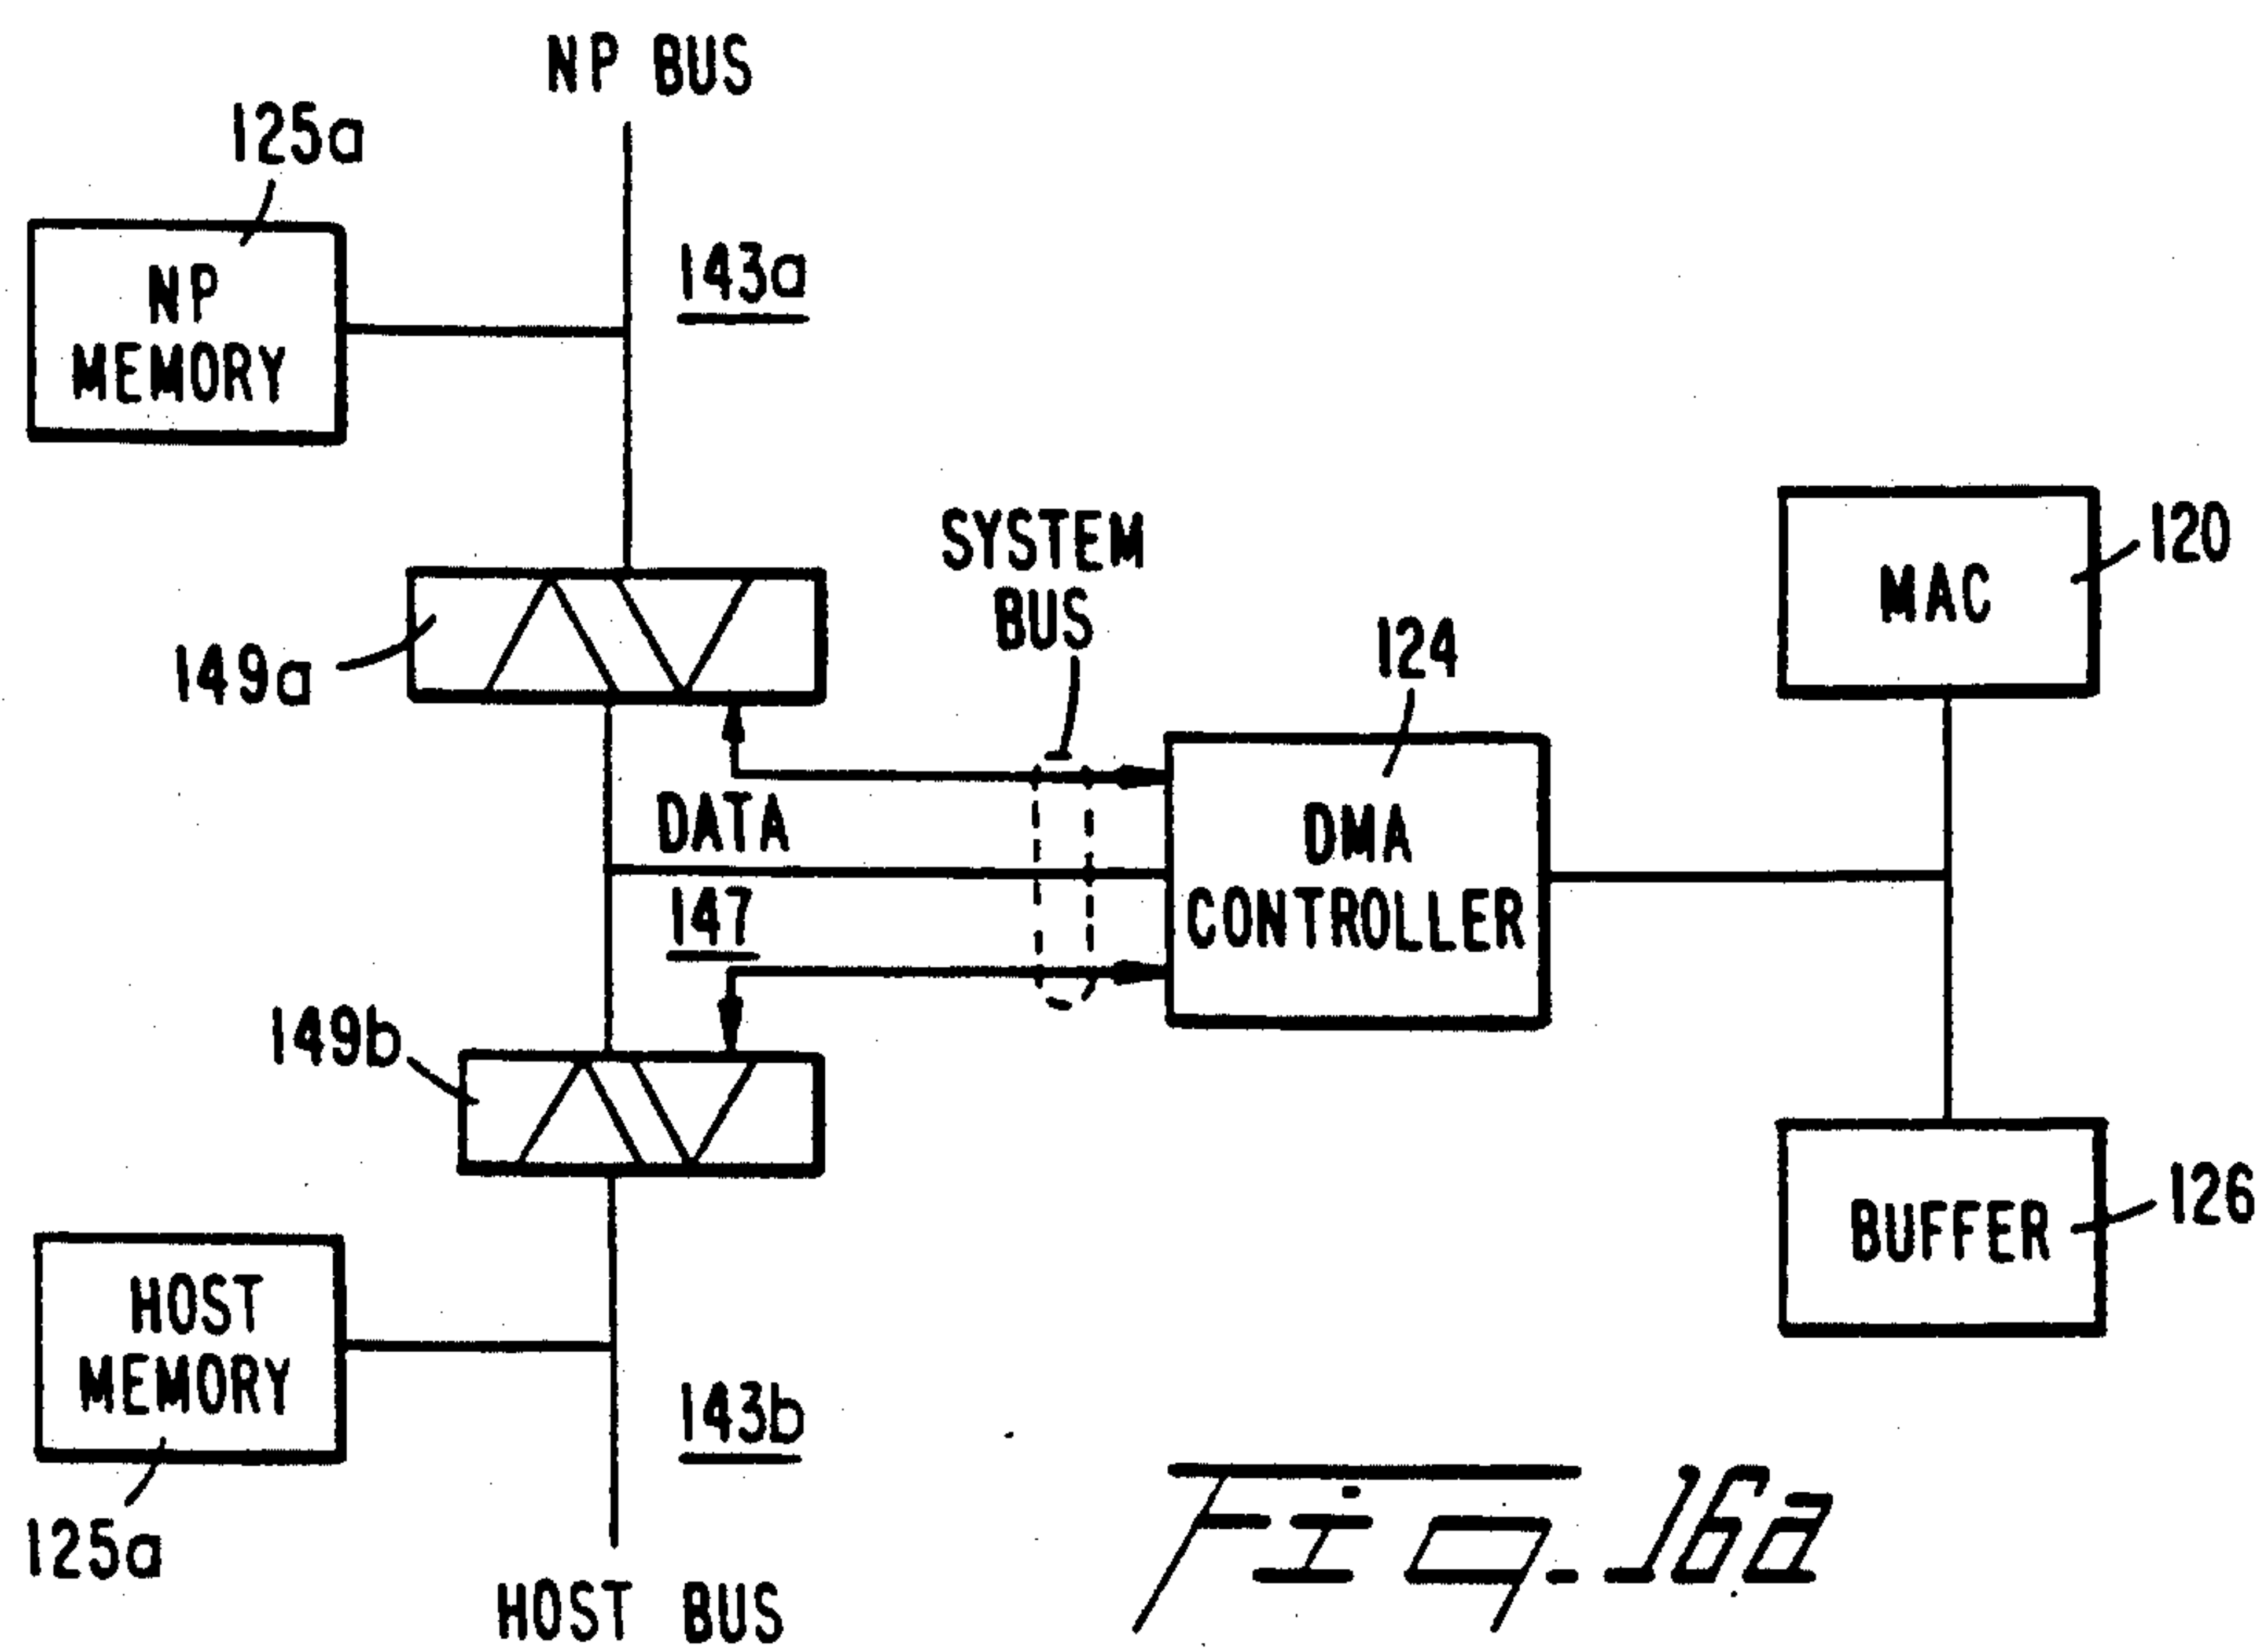 NP BUS
125a
NP
MEMORY
143a
149a
SYSTEM
BUS
124
MAC
120
DATA
147
DMA
CONTROLLER
149b
BUFFER
126
HOST
MEMORY
125a
143b
HOST BUS
Fig. 16a